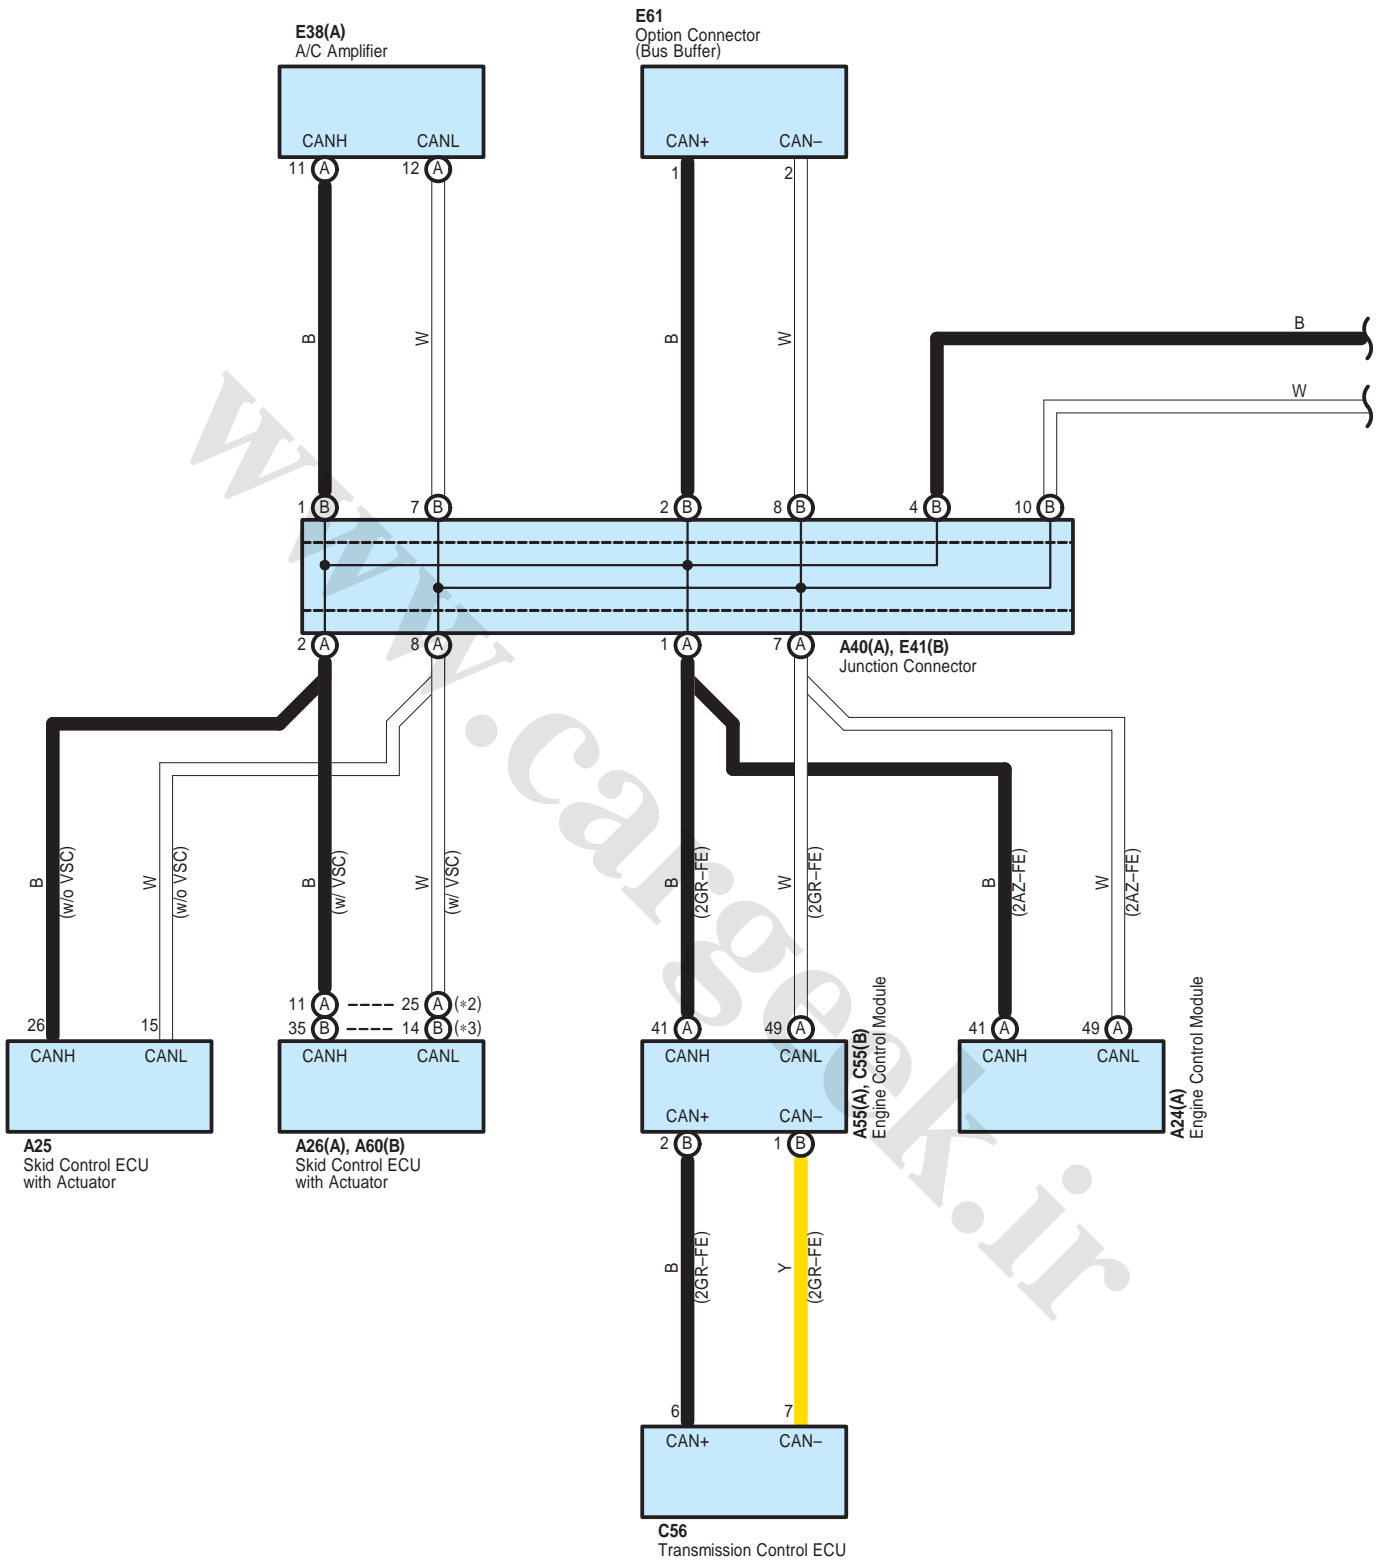 E38(A)
A/C Amplifier
E61
Option Connector
(Bus Buffer)
CANH CANL
CAN+ CAN–
11 A 12 A
1 2
B W B W
B
W
1 B 7 B 2 B 8 B 4 B 10 B
2 A 8 A 1 A 7 A
A40(A), E41(B)
Junction Connector
B (w/o VSC)
W (w/o VSC)
B (w/ VSC)
W (w/ VSC)
B (2GR–FE)
W (2GR–FE)
B (2AZ–FE)
W (2AZ–FE)
26 15
11 A 25 A (*2)
35 B 14 B (*3)
41 A 49 A
41 A 49 A
CANH CANL
CANH CANL
CANH CANL
CANH CANL
CAN+ CAN–
A25
Skid Control ECU
with Actuator
A26(A), A60(B)
Skid Control ECU
with Actuator
A55(A), C55(B)
Engine Control Module
A24(A)
Engine Control Module
2 B 1 B
B (2GR–FE)
Y (2GR–FE)
6 7
CAN+ CAN–
C56
Transmission Control ECU
www.cargeek.ir